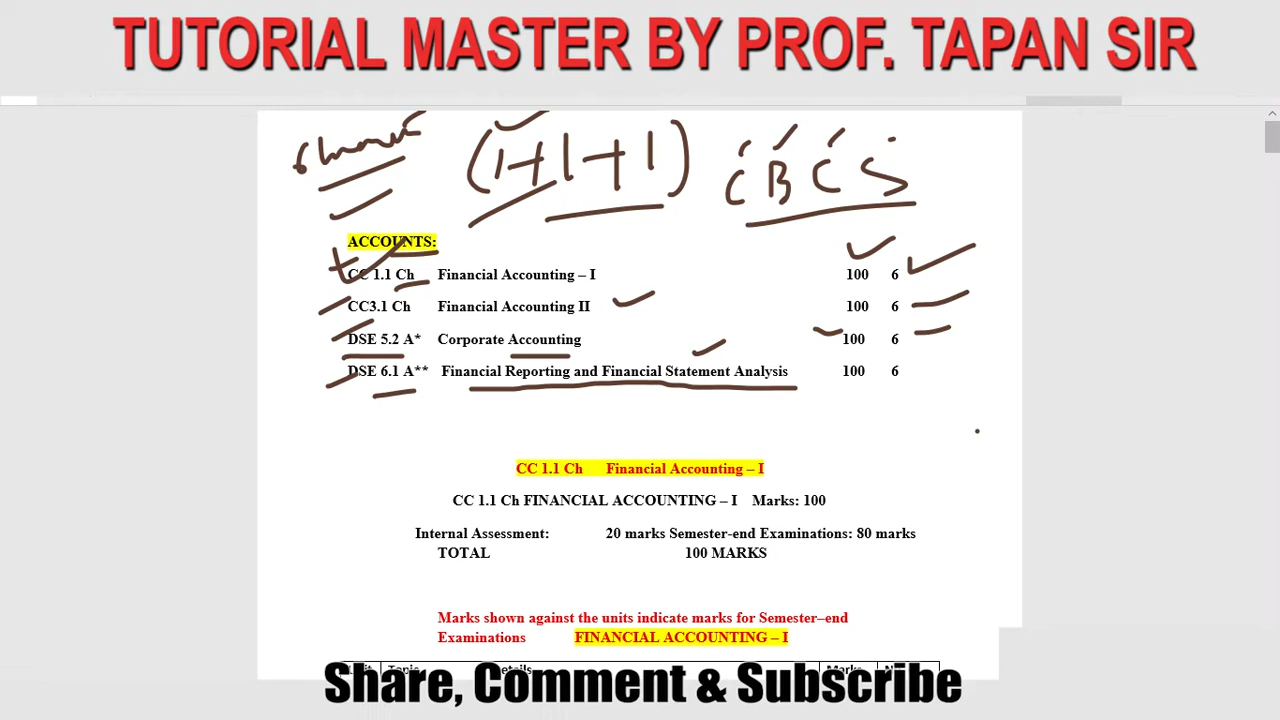 TUTORIAL MASTER BY PROF. TAPAN SIR
(1+1+1) CBCS
ACCOUNTS:
CC 1.1 Ch Financial Accounting – I 100 6
CC3.1 Ch Financial Accounting II 100 6
DSE 5.2 A* Corporate Accounting 100 6
DSE 6.1 A** Financial Reporting and Financial Statement Analysis 100 6
CC 1.1 Ch Financial Accounting – I
CC 1.1 Ch FINANCIAL ACCOUNTING – I Marks: 100
Internal Assessment: 20 marks Semester-end Examinations: 80 marks
TOTAL 100 MARKS
Marks shown against the units indicate marks for Semester–end
Examinations FINANCIAL ACCOUNTING – I
Share, Comment & Subscribe